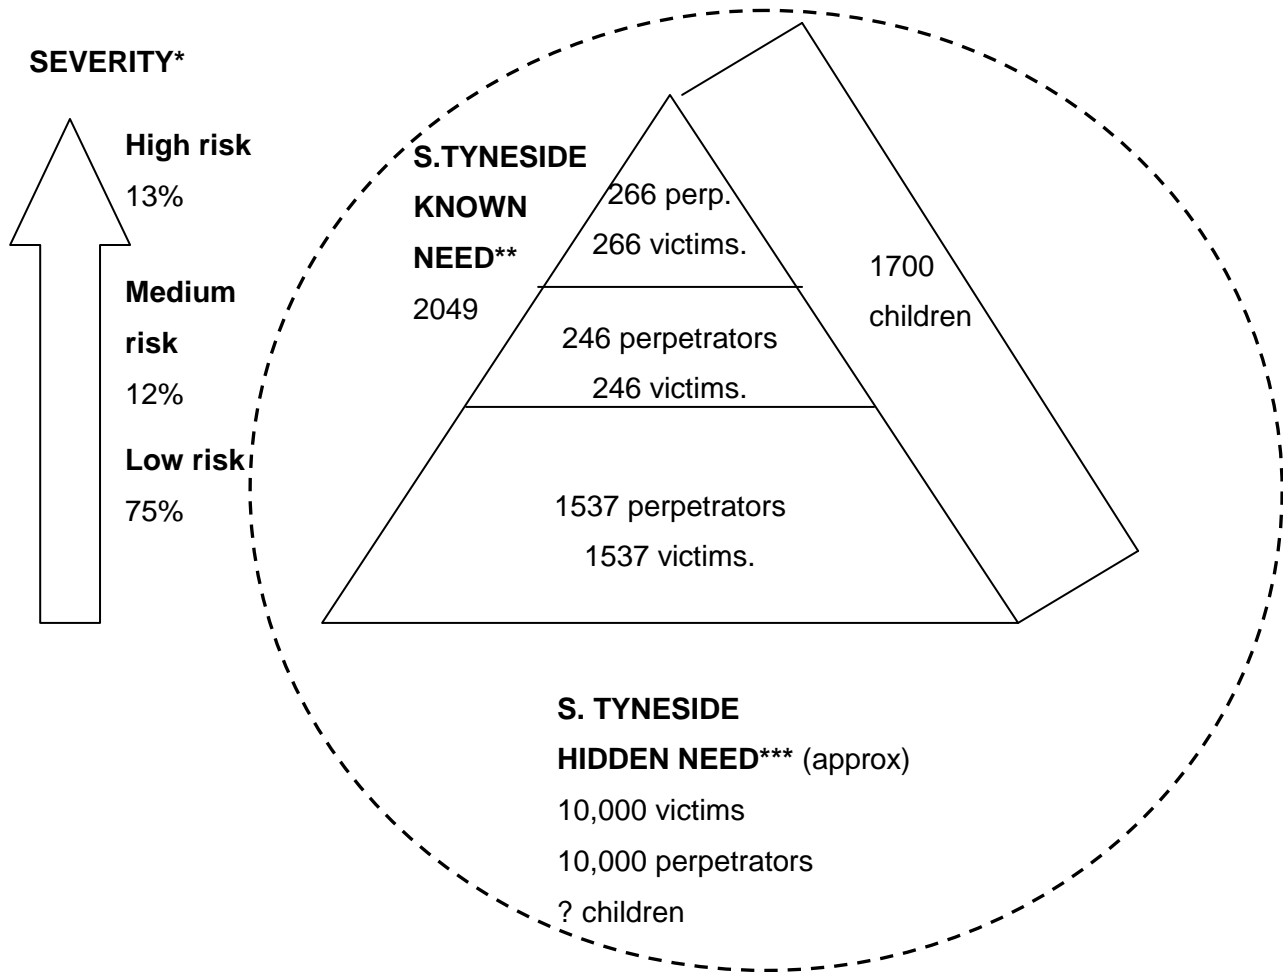 SEVERITY*
High risk
13%
Medium
risk
12%
Low risk
75%
S.TYNESIDE
KNOWN
NEED**
2049
266 perp.
266 victims.
246 perpetrators
246 victims.
1537 perpetrators
1537 victims.
1700
children
S. TYNESIDE
HIDDEN NEED*** (approx)
10,000 victims
10,000 perpetrators
? children